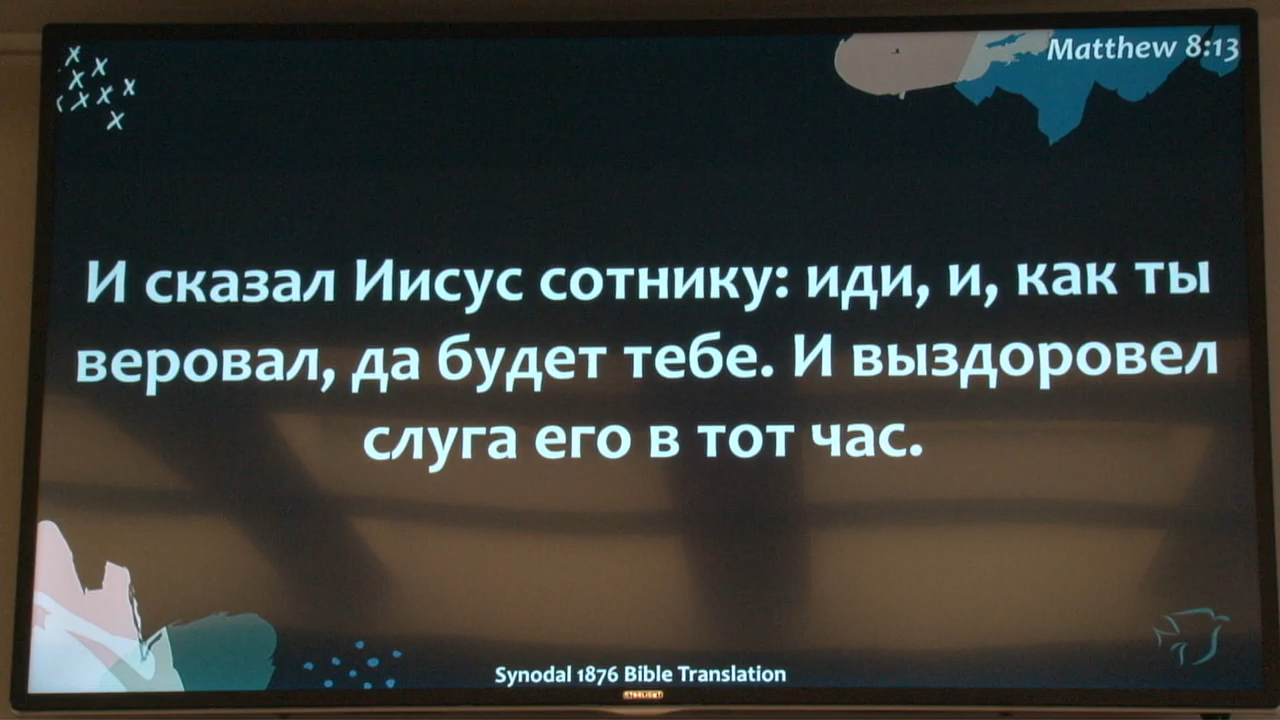 Matthew 8:13
И сказал Иисус сотнику: иди, и, как ты
веровал, да будет тебе. И выздоровел
слуга его в тот час.
Synodal 1876 Bible Translation
STARLIGHT